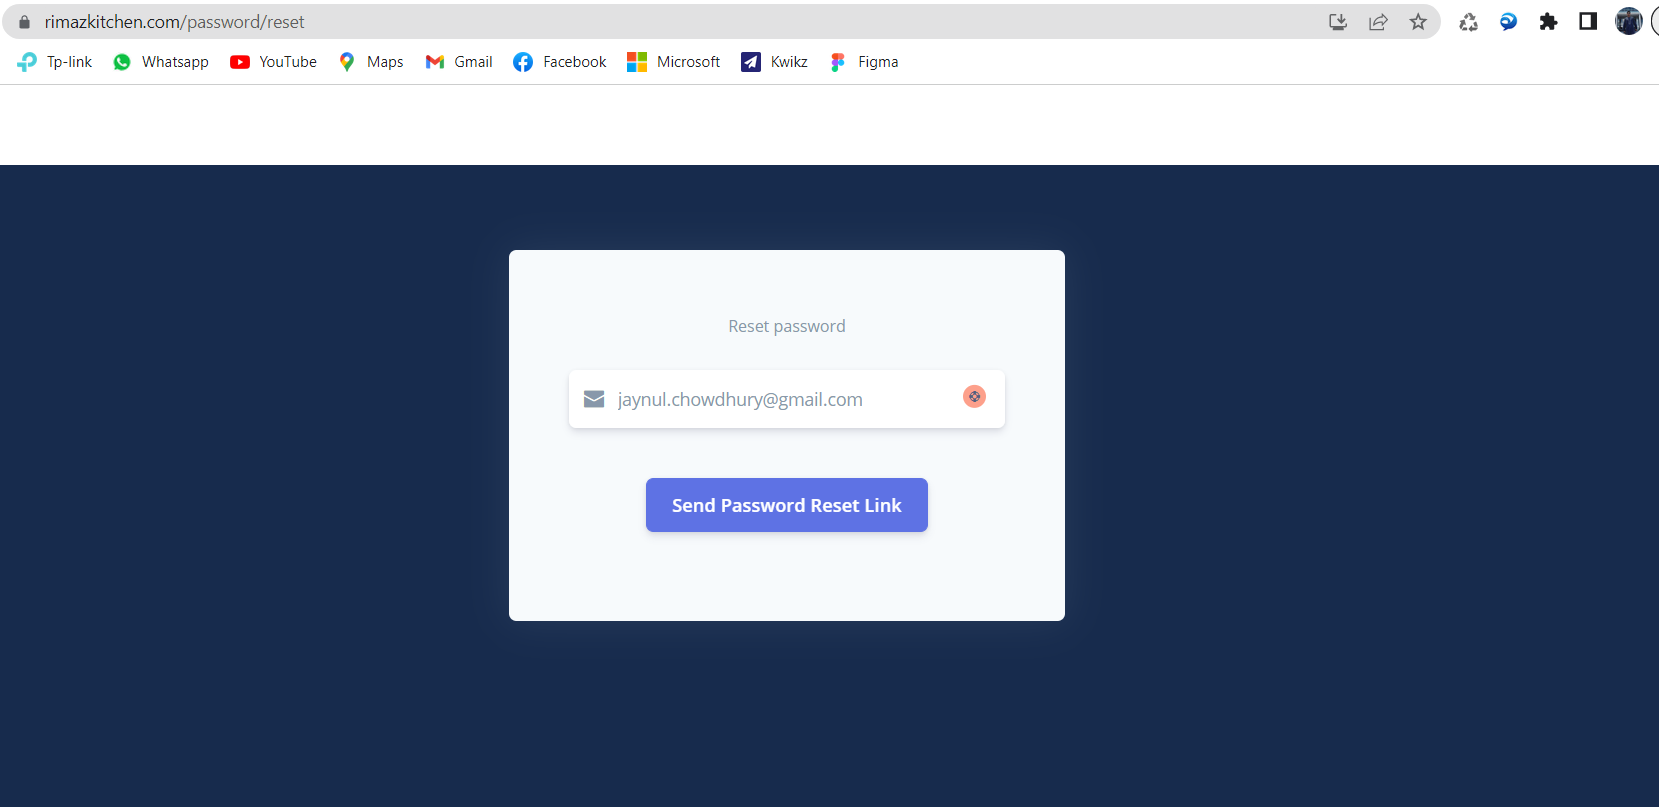 rimazkitchen.com/password/reset
Tp-link Whatsapp YouTube Maps Gmail Facebook Microsoft Kwikz Figma
Reset password
jaynul.chowdhury@gmail.com
Send Password Reset Link